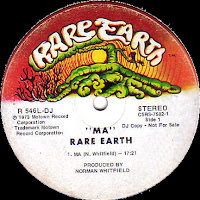 RARE EARTH
R 546L-DJ
℗ 1973 Motown Record
Corporation
Trademark Motown
Record Corporation
STEREO
CSRS-7582-1
Side 1
DJ Copy - Not For Sale
"MA"
RARE EARTH
1. MA (N. Whitfield) - 17:21
PRODUCED BY
NORMAN WHITFIELD